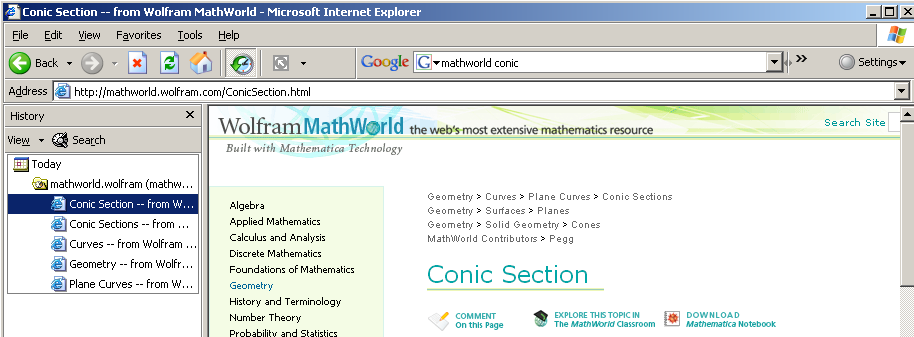 Conic Section -- from Wolfram MathWorld - Microsoft Internet Explorer
File Edit View Favorites Tools Help
Back Google G mathworld conic » Settings
Address http://mathworld.wolfram.com/ConicSection.html
History
View Search
Today
mathworld.wolfram (mathw...
Conic Section -- from W...
Conic Sections -- from ...
Curves -- from Wolfram ...
Geometry -- from Wolfr...
Plane Curves -- from W...
Wolfram MathWorld the web's most extensive mathematics resource
Search Site
Built with Mathematica Technology
Algebra
Applied Mathematics
Calculus and Analysis
Discrete Mathematics
Foundations of Mathematics
Geometry
History and Terminology
Number Theory
Probability and Statistics
Geometry > Curves > Plane Curves > Conic Sections
Geometry > Surfaces > Planes
Geometry > Solid Geometry > Cones
MathWorld Contributors > Pegg
Conic Section
COMMENT
On this Page
EXPLORE THIS TOPIC IN
The MathWorld Classroom
DOWNLOAD
Mathematica Notebook